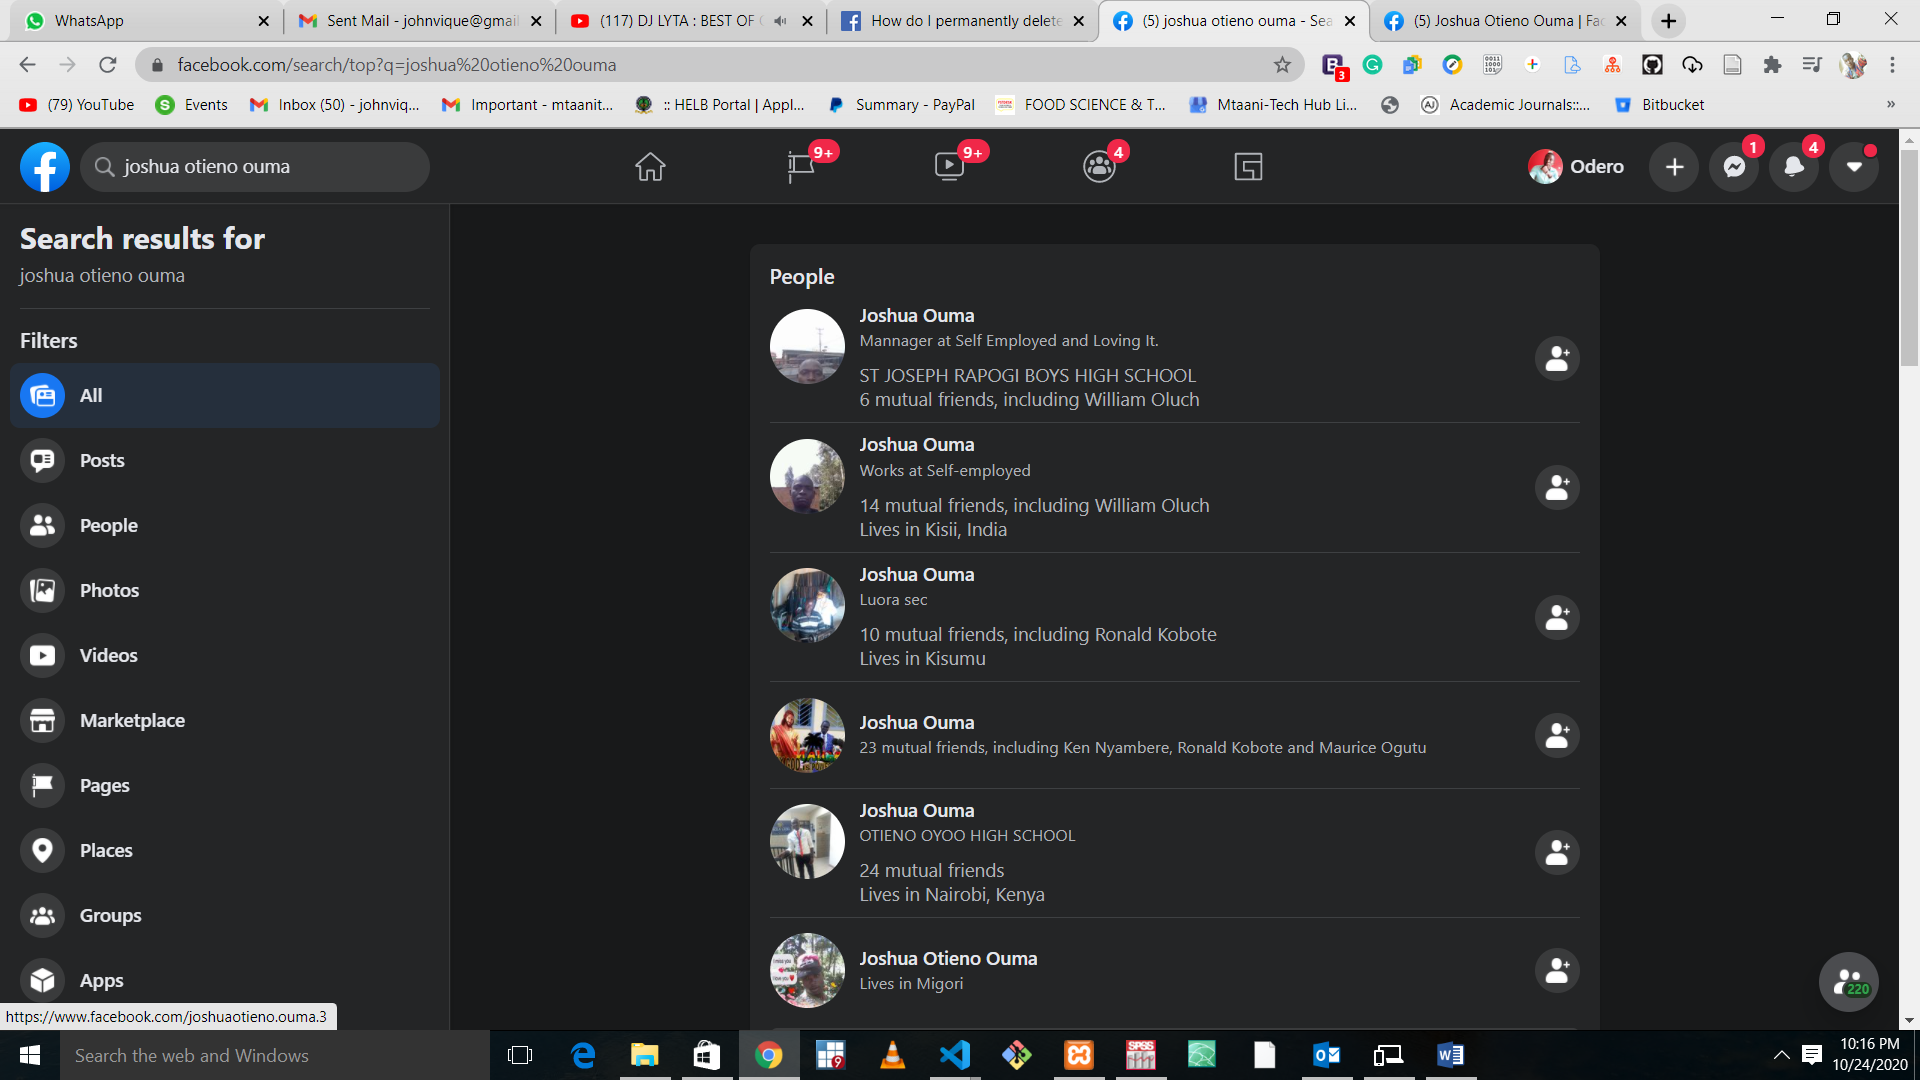 WhatsApp
Sent Mail - johnvique@gmail
(117) DJ LYTA : BEST OF
How do I permanently delete
(5) joshua otieno ouma - Sea
(5) Joshua Otieno Ouma | Fac
facebook.com/search/top?q=joshua%20otieno%20ouma
3
(79) YouTube
Events
Inbox (50) - johnviq...
Important - mtaanit...
:: HELB Portal | Appl...
Summary - PayPal
FOOD SCIENCE & T...
Mtaani-Tech Hub Li...
Academic Journals::...
Bitbucket
»
joshua otieno ouma
9+
9+
4
Odero
1
4
Search results for
joshua otieno ouma
Filters
All
Posts
People
Photos
Videos
Marketplace
Pages
Places
Groups
Apps
People
Joshua Ouma
Mannager at Self Employed and Loving It.
ST JOSEPH RAPOGI BOYS HIGH SCHOOL
6 mutual friends, including William Oluch
Joshua Ouma
Works at Self-employed
14 mutual friends, including William Oluch
Lives in Kisii, India
Joshua Ouma
Luora sec
10 mutual friends, including Ronald Kobote
Lives in Kisumu
Joshua Ouma
23 mutual friends, including Ken Nyambere, Ronald Kobote and Maurice Ogutu
Joshua Ouma
OTIENO OYOO HIGH SCHOOL
24 mutual friends
Lives in Nairobi, Kenya
Joshua Otieno Ouma
Lives in Migori
220
https://www.facebook.com/joshuaotieno.ouma.3
Search the web and Windows
9
SPSS
10:16 PM
10/24/2020